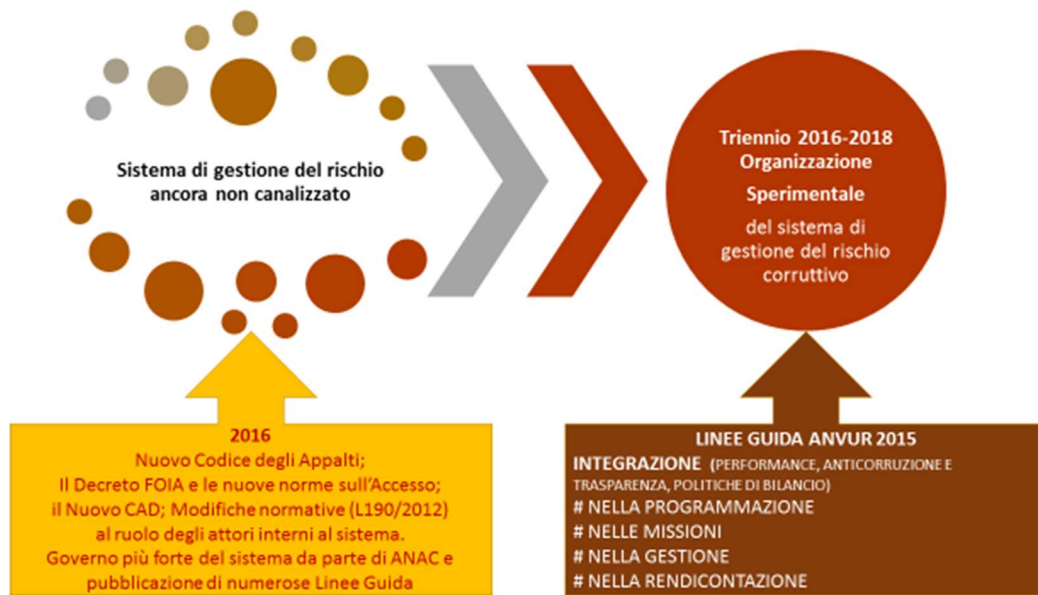 Sistema di gestione del rischio
ancora non canalizzato
Triennio 2016-2018
Organizzazione
Sperimentale
del sistema di
gestione del rischio
corruttivo
2016
Nuovo Codice degli Appalti;
Il Decreto FOIA e le nuove norme sull'Accesso;
il Nuovo CAD; Modifiche normative (L190/2012)
al ruolo degli attori interni al sistema.
Governo più forte del sistema da parte di ANAC e
pubblicazione di numerose Linee Guida
LINEE GUIDA ANVUR 2015
INTEGRAZIONE (PERFORMANCE, ANTICORRUZIONE E
TRASPARENZA, POLITICHE DI BILANCIO)
# NELLA PROGRAMMAZIONE
# NELLE MISSIONI
# NELLA GESTIONE
# NELLA RENDICONTAZIONE